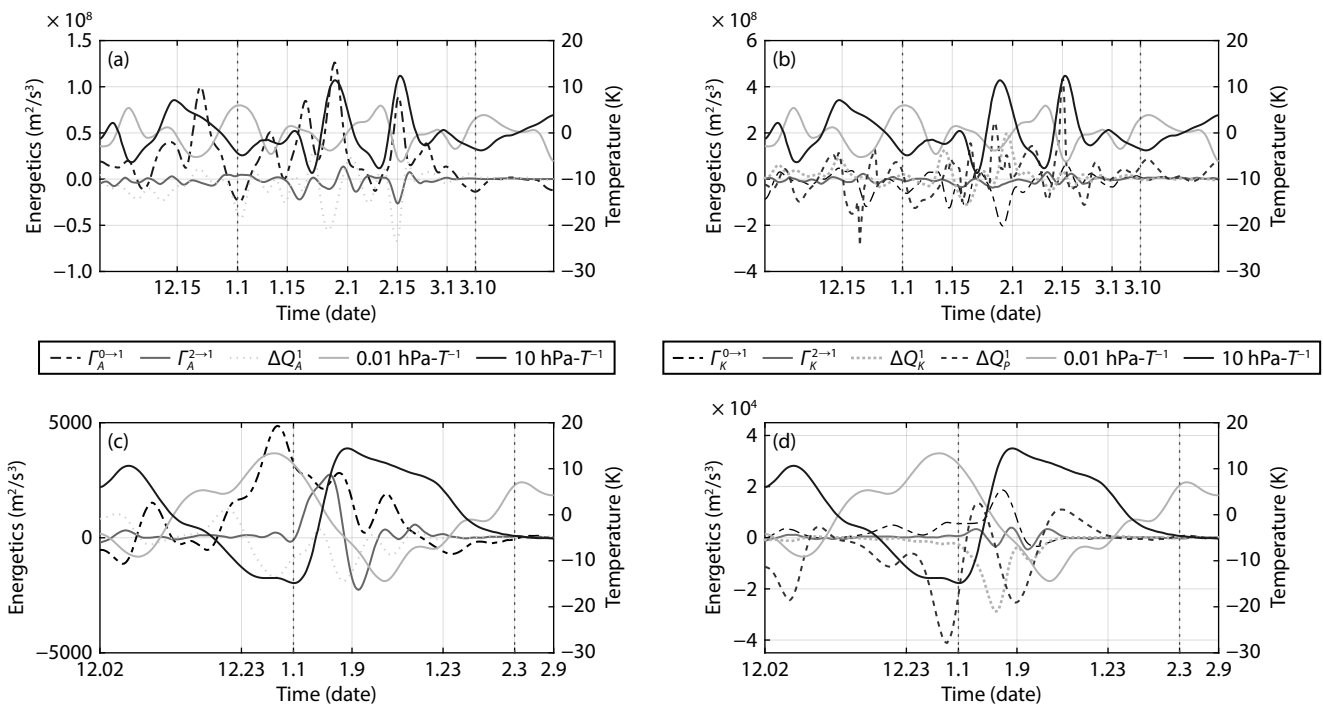 × 10⁸
(a)
Energetics (m²/s³)
1.5
1.0
0.5
0.0
−0.5
−1.0
20
10
0
−10
−20
−30
Temperature (K)
12.15 1.1 1.15 2.1 2.15 3.1 3.10
Time (date)
× 10⁸
(b)
Energetics (m²/s³)
6
4
2
0
−2
−4
20
10
0
−10
−20
−30
Temperature (K)
12.15 1.1 1.15 2.1 2.15 3.1 3.10
Time (date)
Γ_A^{0→1} Γ_A^{2→1} ΔQ_A^1 0.01 hPa-T⁻¹ 10 hPa-T⁻¹
Γ_K^{0→1} Γ_K^{2→1} ΔQ_K^1 ΔQ_P^1 0.01 hPa-T⁻¹ 10 hPa-T⁻¹
(c)
Energetics (m²/s³)
5000
0
−5000
20
10
0
−10
−20
−30
Temperature (K)
12.02 12.23 1.1 1.9 1.23 2.3 2.9
Time (date)
× 10⁴
(d)
Energetics (m²/s³)
4
2
0
−2
−4
20
10
0
−10
−20
−30
Temperature (K)
12.02 12.23 1.1 1.9 1.23 2.3 2.9
Time (date)